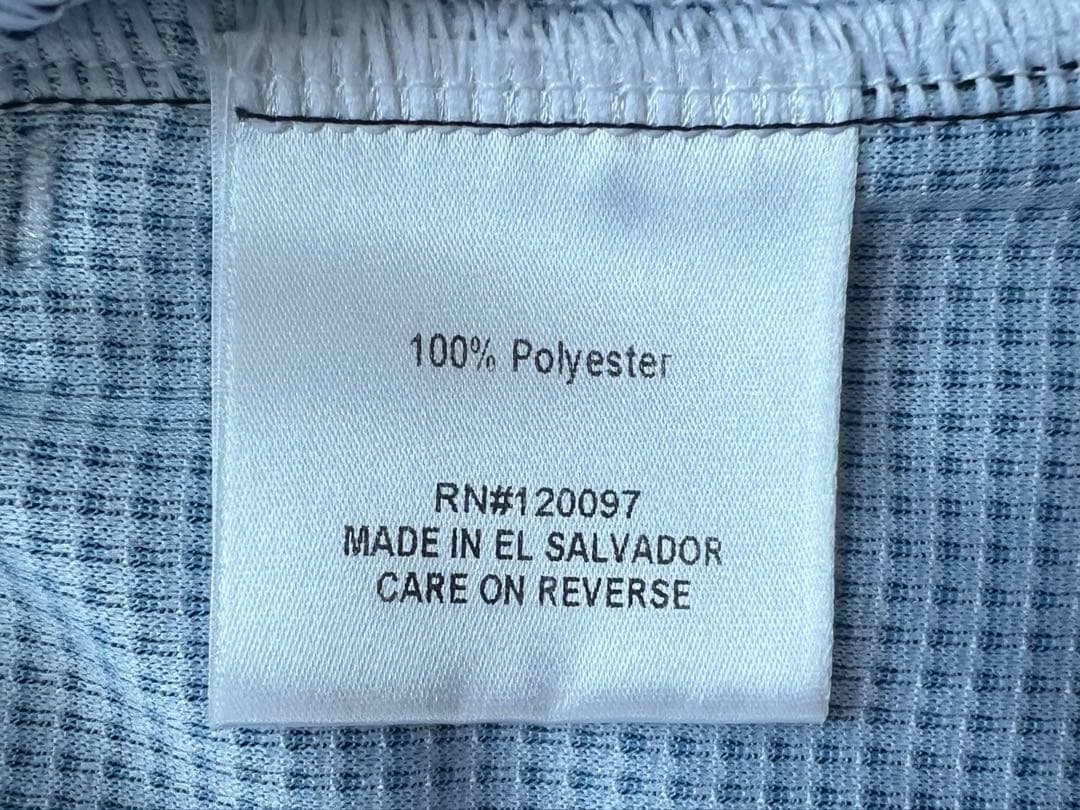 100% Polyester
RN#120097
MADE IN EL SALVADOR
CARE ON REVERSE